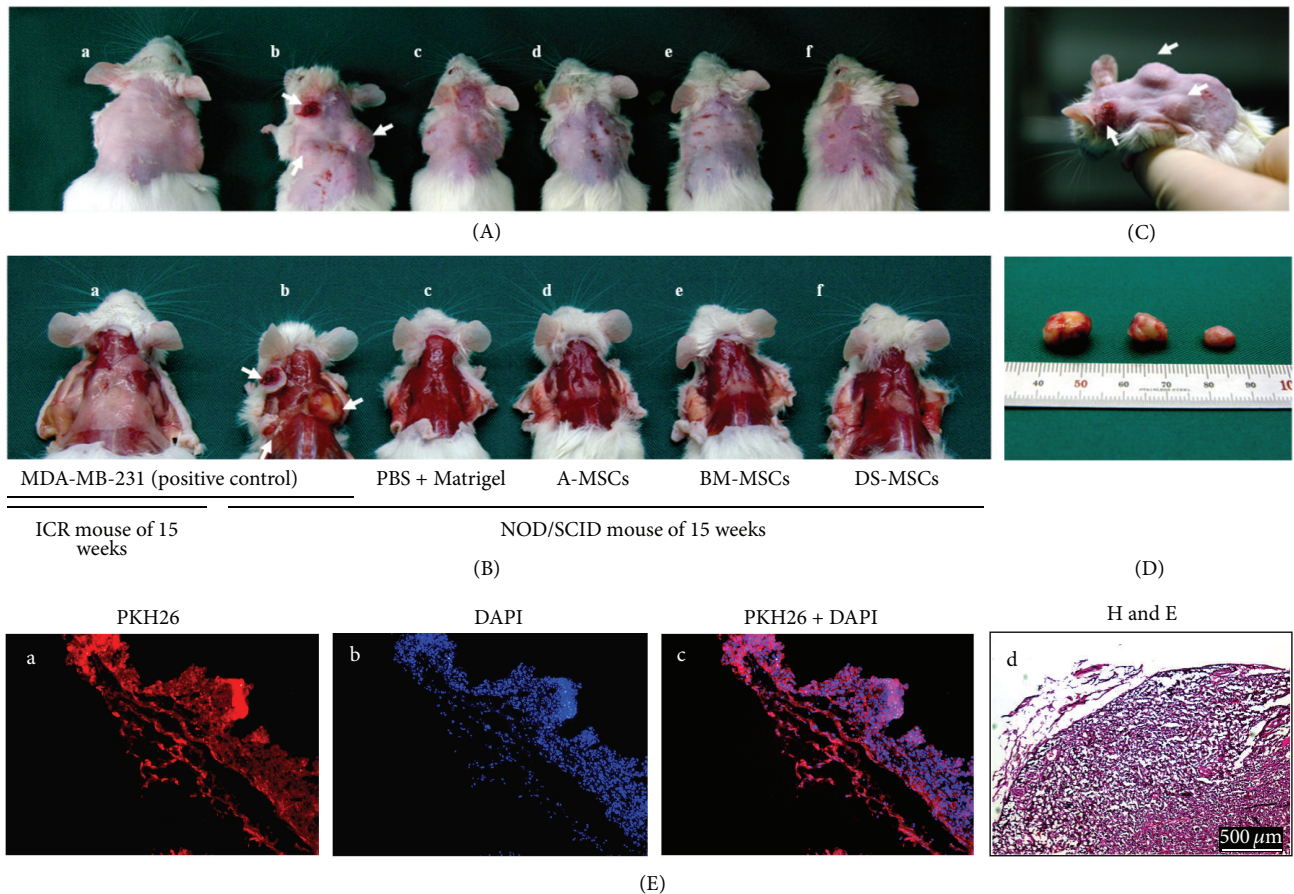 a b c d e f
(A)
(C)
a b c d e f
MDA-MB-231 (positive control)
PBS + Matrigel
A-MSCs
BM-MSCs
DS-MSCs
ICR mouse of 15
weeks
NOD/SCID mouse of 15 weeks
(B)
40 50 60 70 80 90 10
(D)
PKH26
DAPI
PKH26 + DAPI
H and E
a
b
c
d
500 μm
(E)